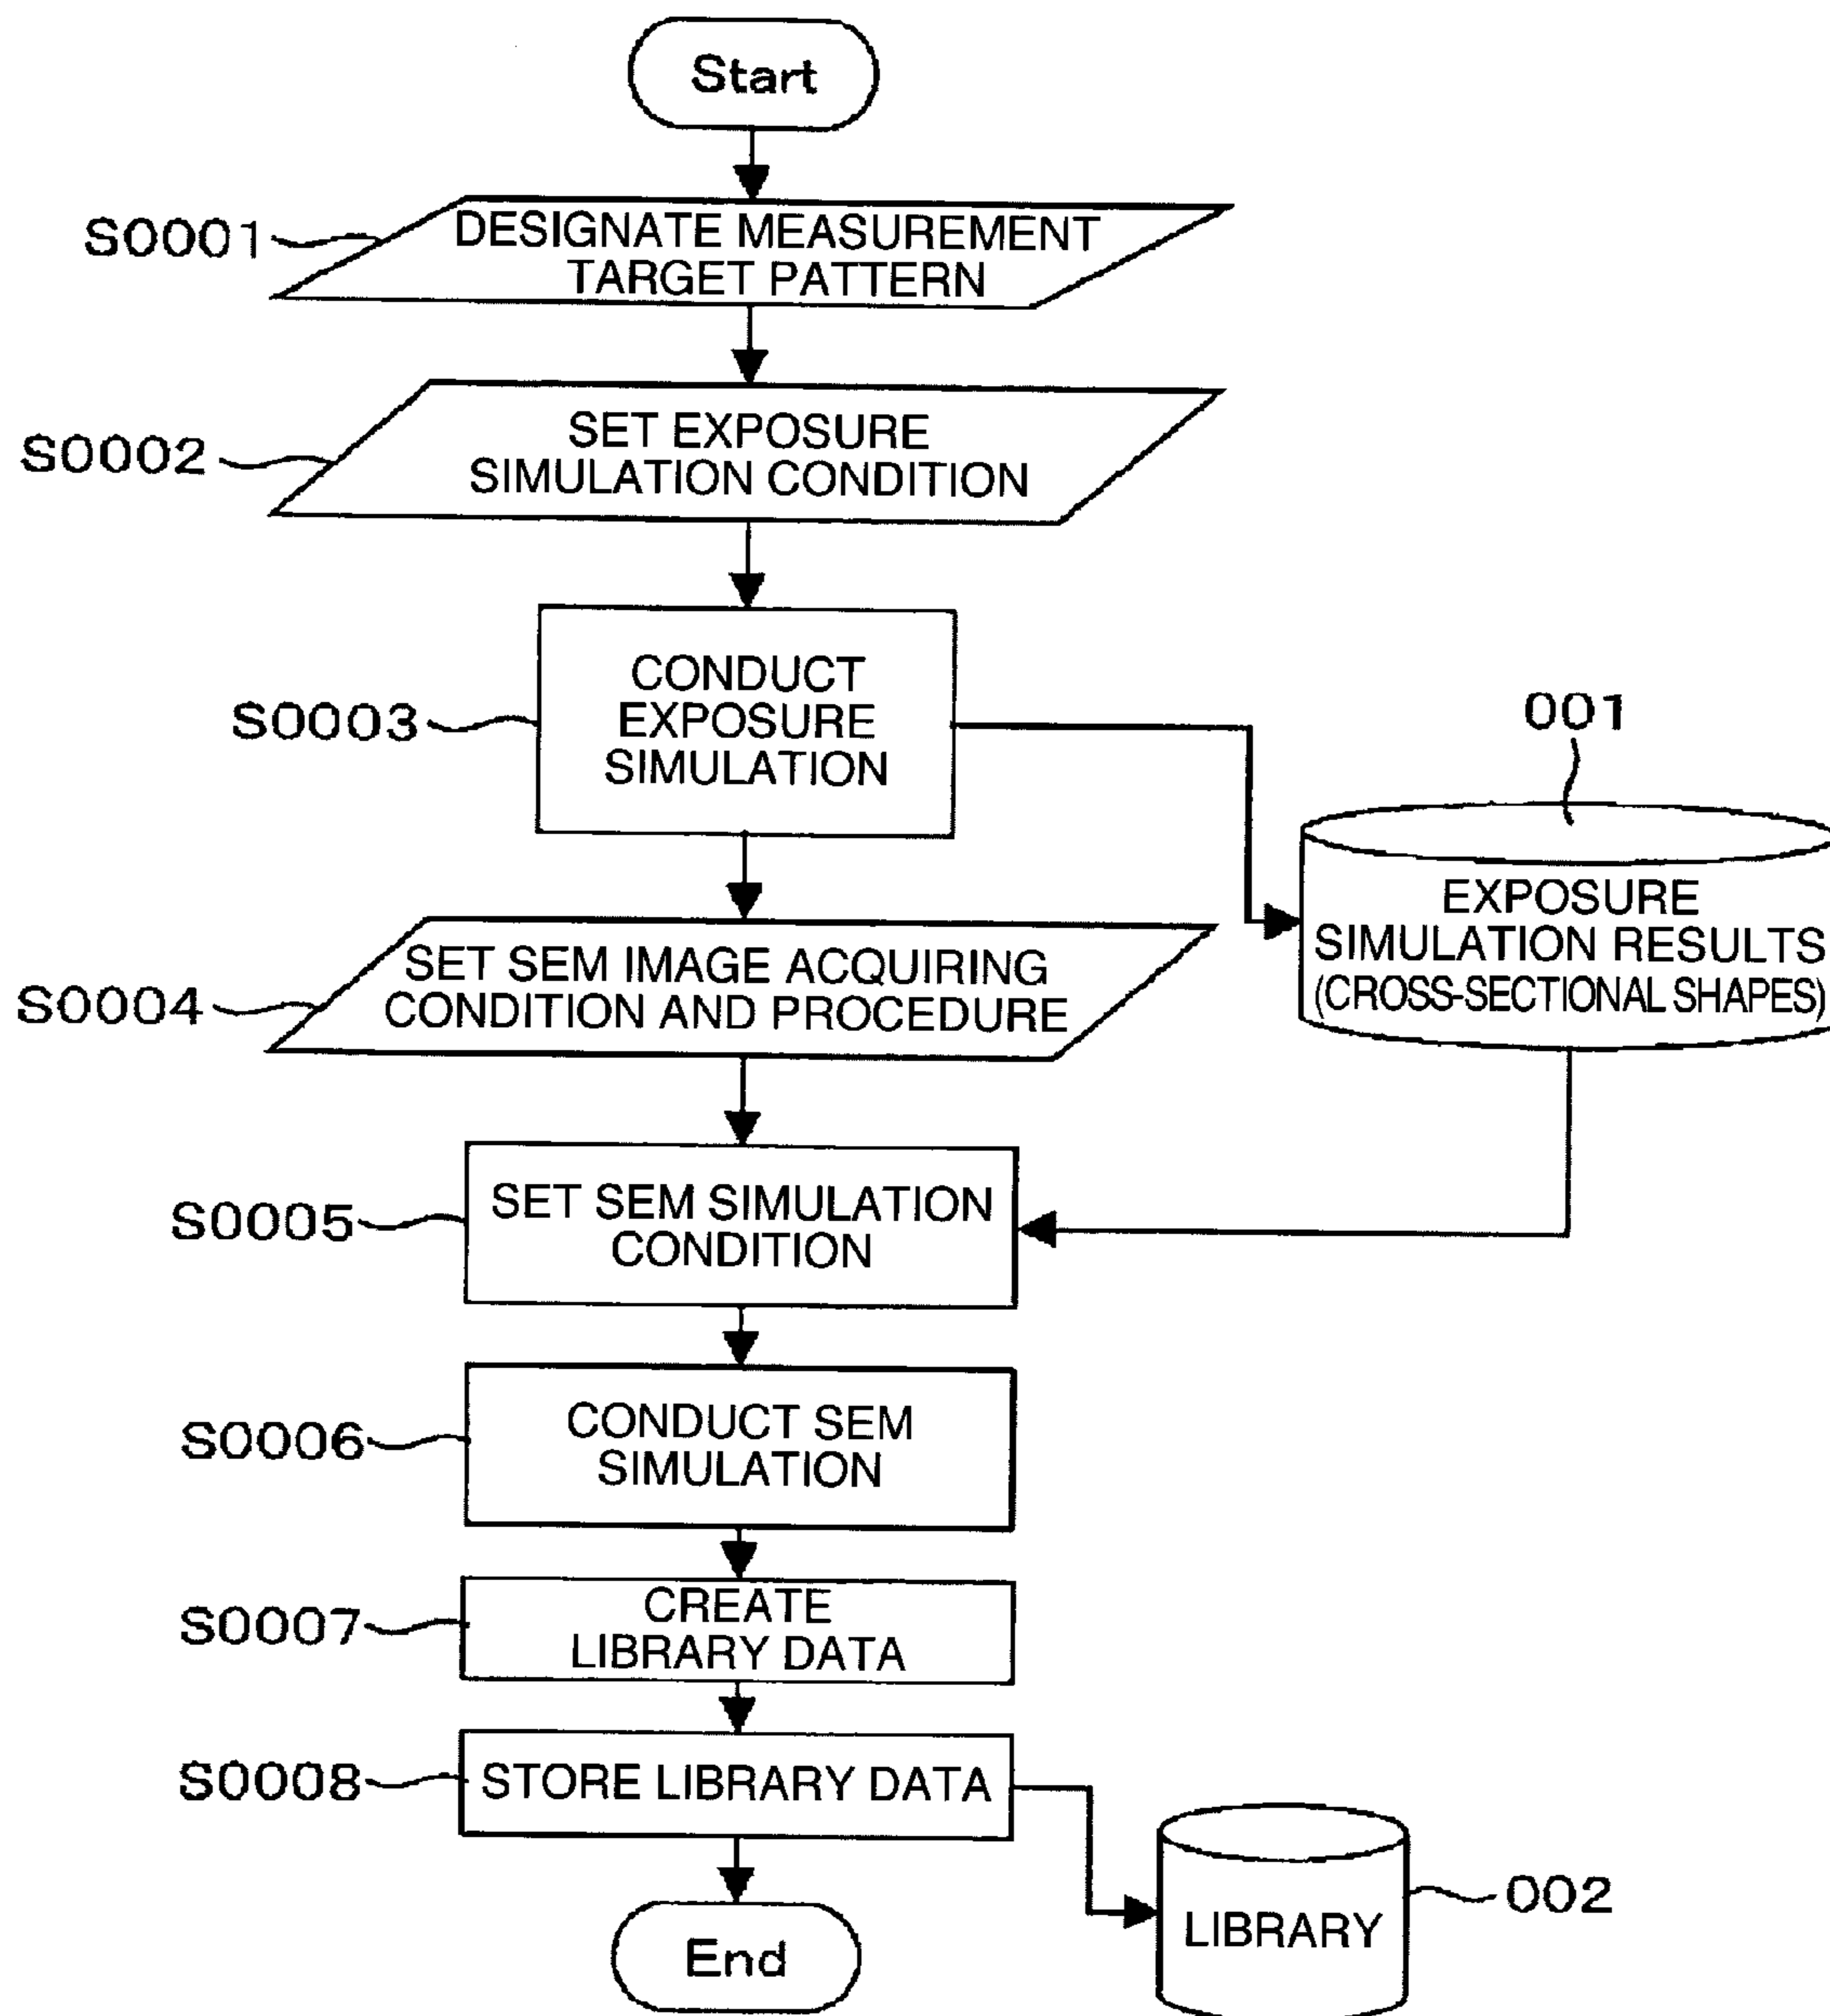 Start
S0001
DESIGNATE MEASUREMENT
TARGET PATTERN
S0002
SET EXPOSURE
SIMULATION CONDITION
S0003
CONDUCT
EXPOSURE
SIMULATION
001
EXPOSURE
SIMULATION RESULTS
(CROSS-SECTIONAL SHAPES)
S0004
SET SEM IMAGE ACQUIRING
CONDITION AND PROCEDURE
S0005
SET SEM SIMULATION
CONDITION
S0006
CONDUCT SEM
SIMULATION
S0007
CREATE
LIBRARY DATA
S0008
STORE LIBRARY DATA
002
LIBRARY
End